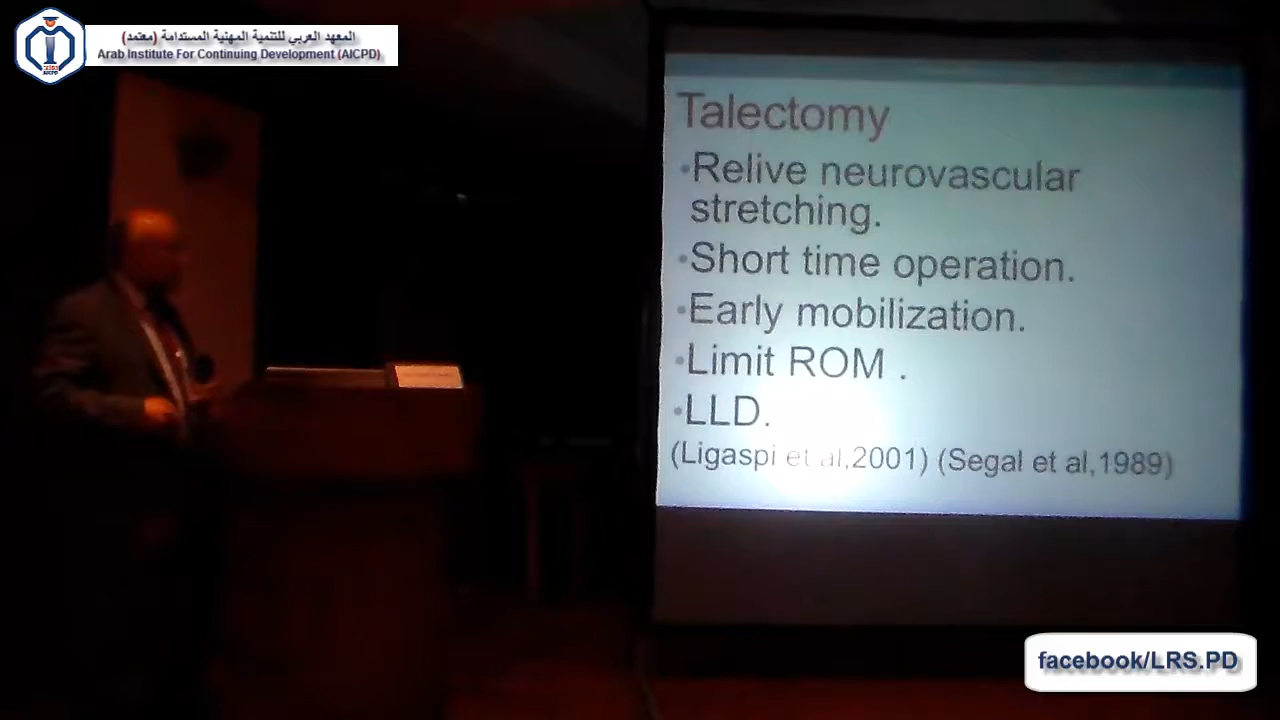 المعهد العربي للتنمية المهنية المستدامة (معتمد)
Arab Institute For Continuing Development (AICPD)
AICPD
Talectomy
•Relive neurovascular
stretching.
•Short time operation.
•Early mobilization.
•Limit ROM .
•LLD.
(Ligaspi et al,2001) (Segal et al,1989)
facebook/LRS.PD